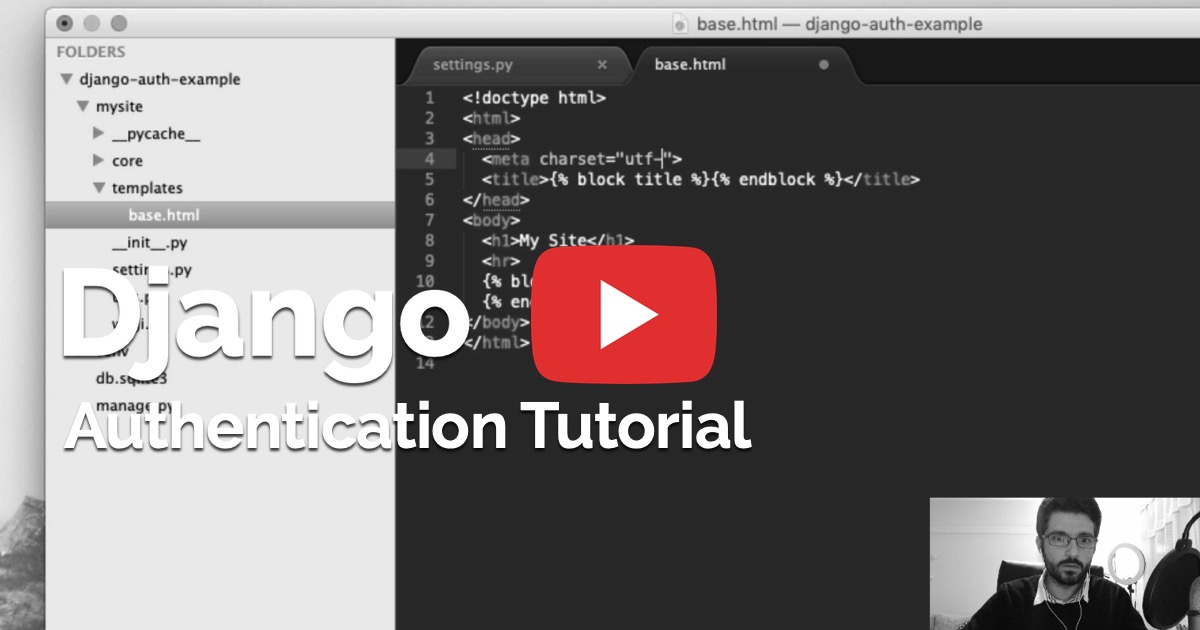 base.html — django-auth-example
FOLDERS
django-auth-example
mysite
__pycache__
core
templates
base.html
__init__.py
db.sqlite3
manage.py
settings.py
base.html
1 <!doctype html>
2 <html>
3 <head>
4 <meta charset="utf-">
5 <title>{% block title %}{% endblock %}</title>
6 </head>
7 <body>
8 <h1>My Site</h1>
9 <hr>
10 {%
{%
12 </body>
</html>
14
Django
Authentication Tutorial